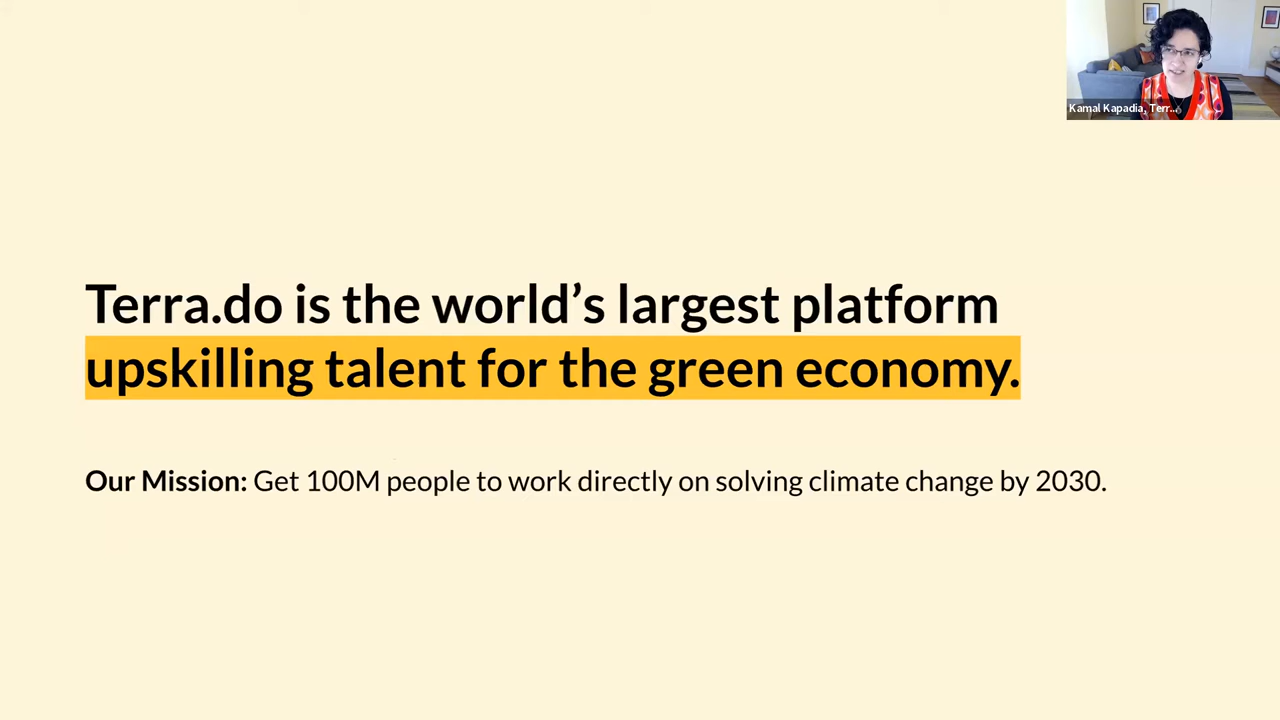 Kamal Kapadia, Terr...
Terra.do is the world's largest platform
upskilling talent for the green economy.
Our Mission: Get 100M people to work directly on solving climate change by 2030.